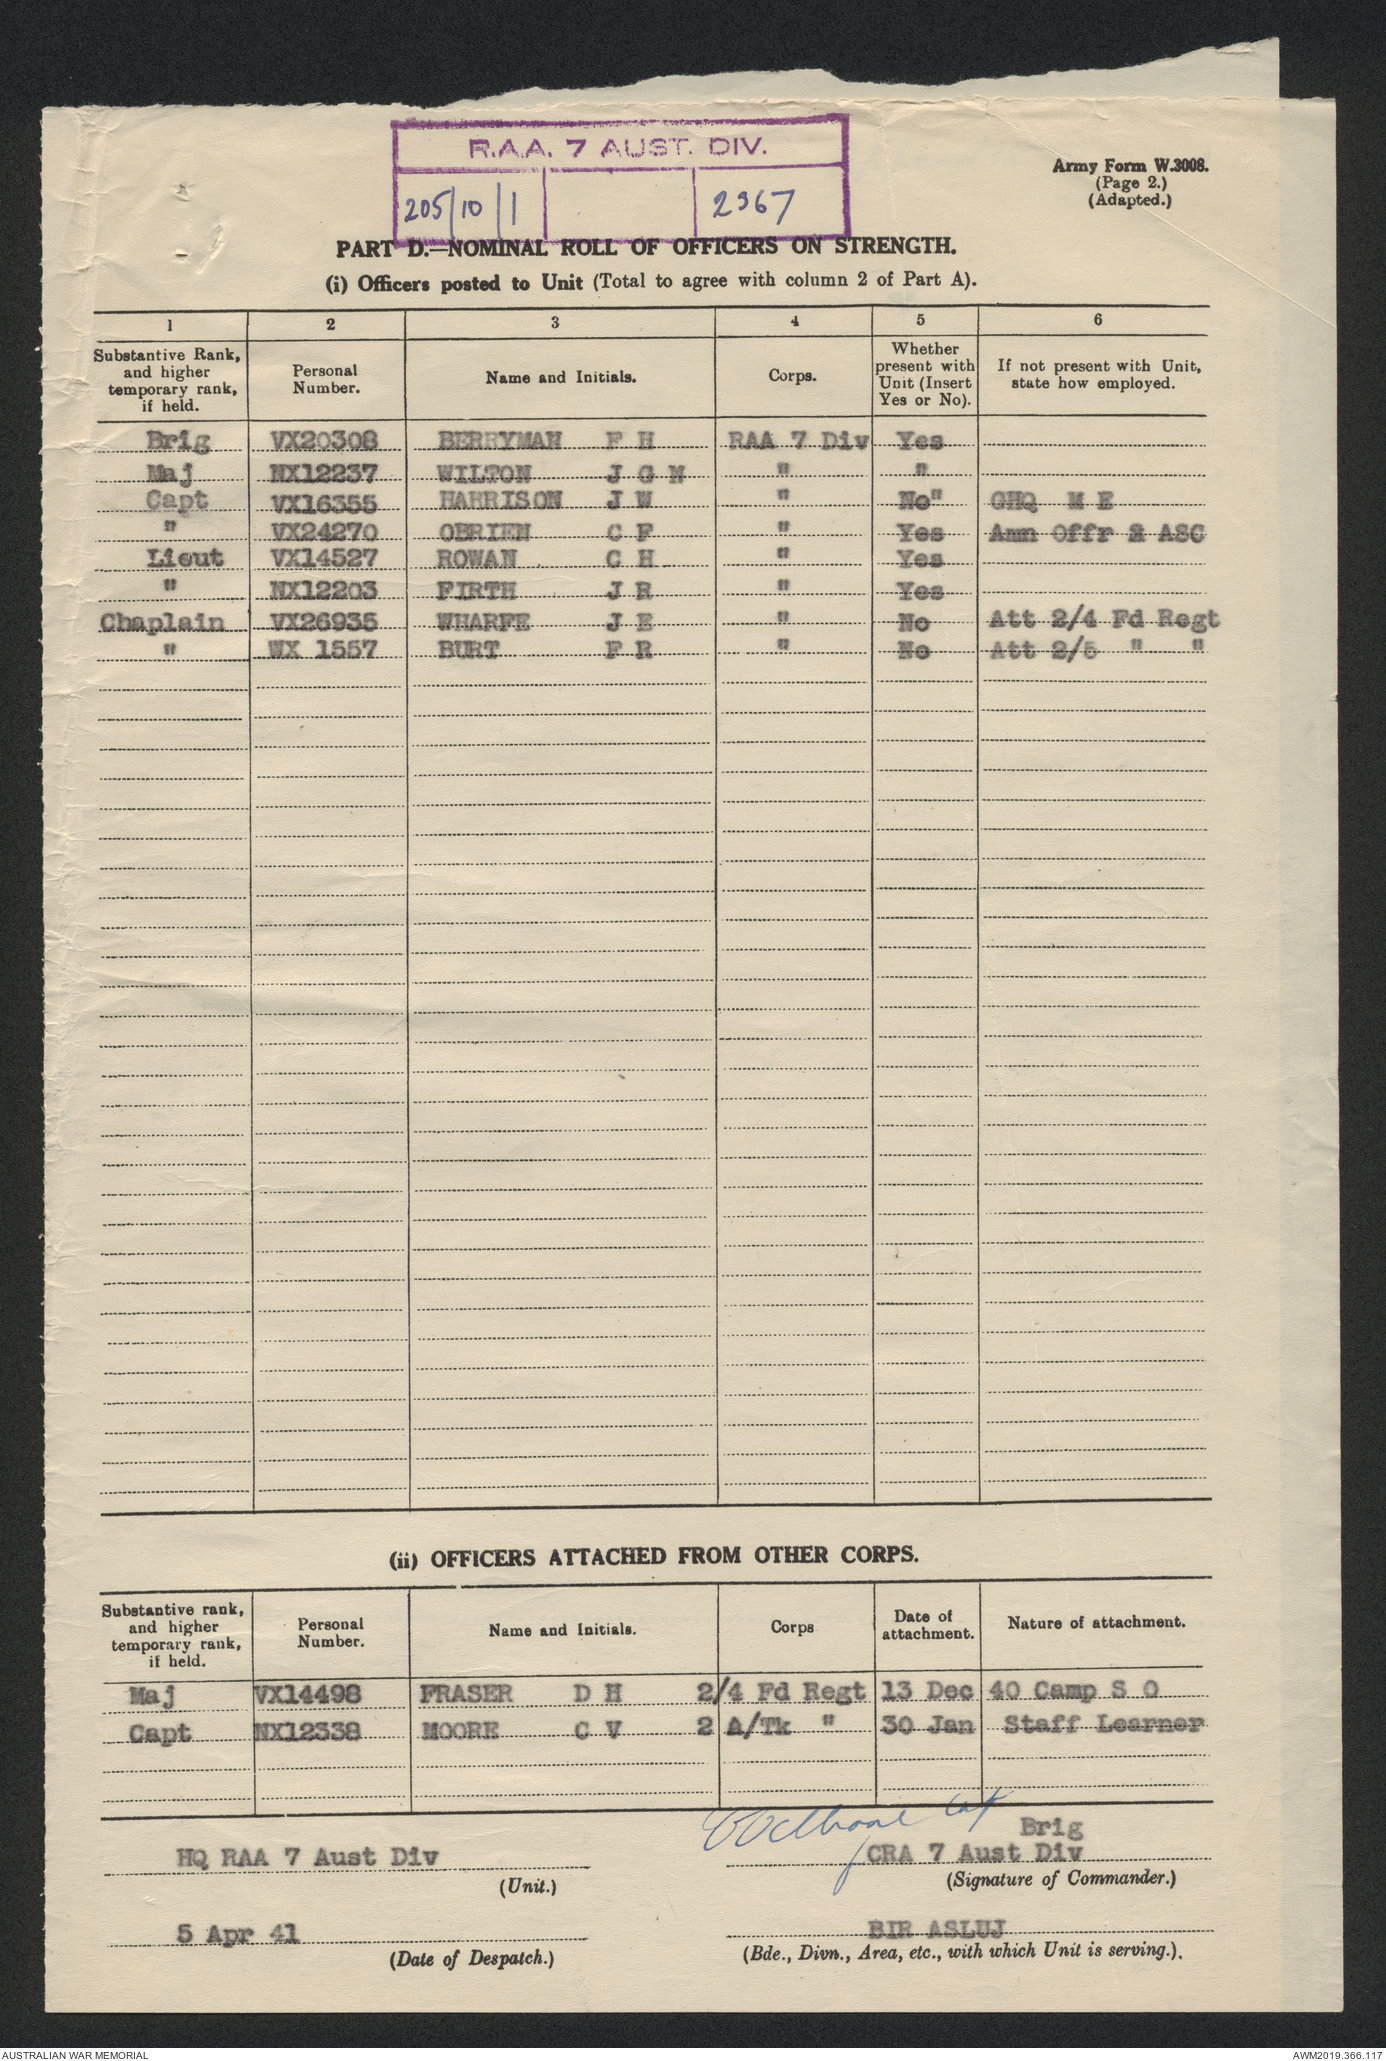 R.A.A. 7 AUST. DIV.
205/10/1 2967
Army Form W.3008.
(Page 2.)
(Adapted.)
PART D.—NOMINAL ROLL OF OFFICERS ON STRENGTH.
(i) Officers posted to Unit (Total to agree with column 2 of Part A).
1 2 3 4 5 6
Substantive Rank, and higher temporary rank, if held. Personal Number. Name and Initials. Corps. Whether present with Unit (Insert Yes or No). If not present with Unit, state how employed.
Brig VX20308 BERRYMAN F H RAA 7 Div Yes
Maj NX12237 WILTON J G N " "
Capt VX16355 HARRISON J W " No" GHQ M E
" VX24270 OBRIEN C F " Yes Amn Offr & ASC
Lieut VX14527 ROWAN C H " Yes
" NX12203 FIRTH J R " Yes
Chaplain VX26935 WHARFE J E " No Att 2/4 Fd Regt
" WX 1557 BURT F R " No Att 2/5 " "
(ii) OFFICERS ATTACHED FROM OTHER CORPS.
Substantive rank, and higher temporary rank, if held. Personal Number. Name and Initials. Corps Date of attachment. Nature of attachment.
Maj VX14498 FRASER D H 2/4 Fd Regt 13 Dec 40 Camp S O
Capt NX12338 MOORE C V 2 A/Tk " 30 Jan Staff Learner
Brig
HQ RAA 7 Aust Div CRA 7 Aust Div
(Unit.) (Signature of Commander.)
5 Apr 41 BIR ASLUJ
(Date of Despatch.) (Bde., Divn., Area, etc., with which Unit is serving.).
AUSTRALIAN WAR MEMORIAL AWM2019.366.117